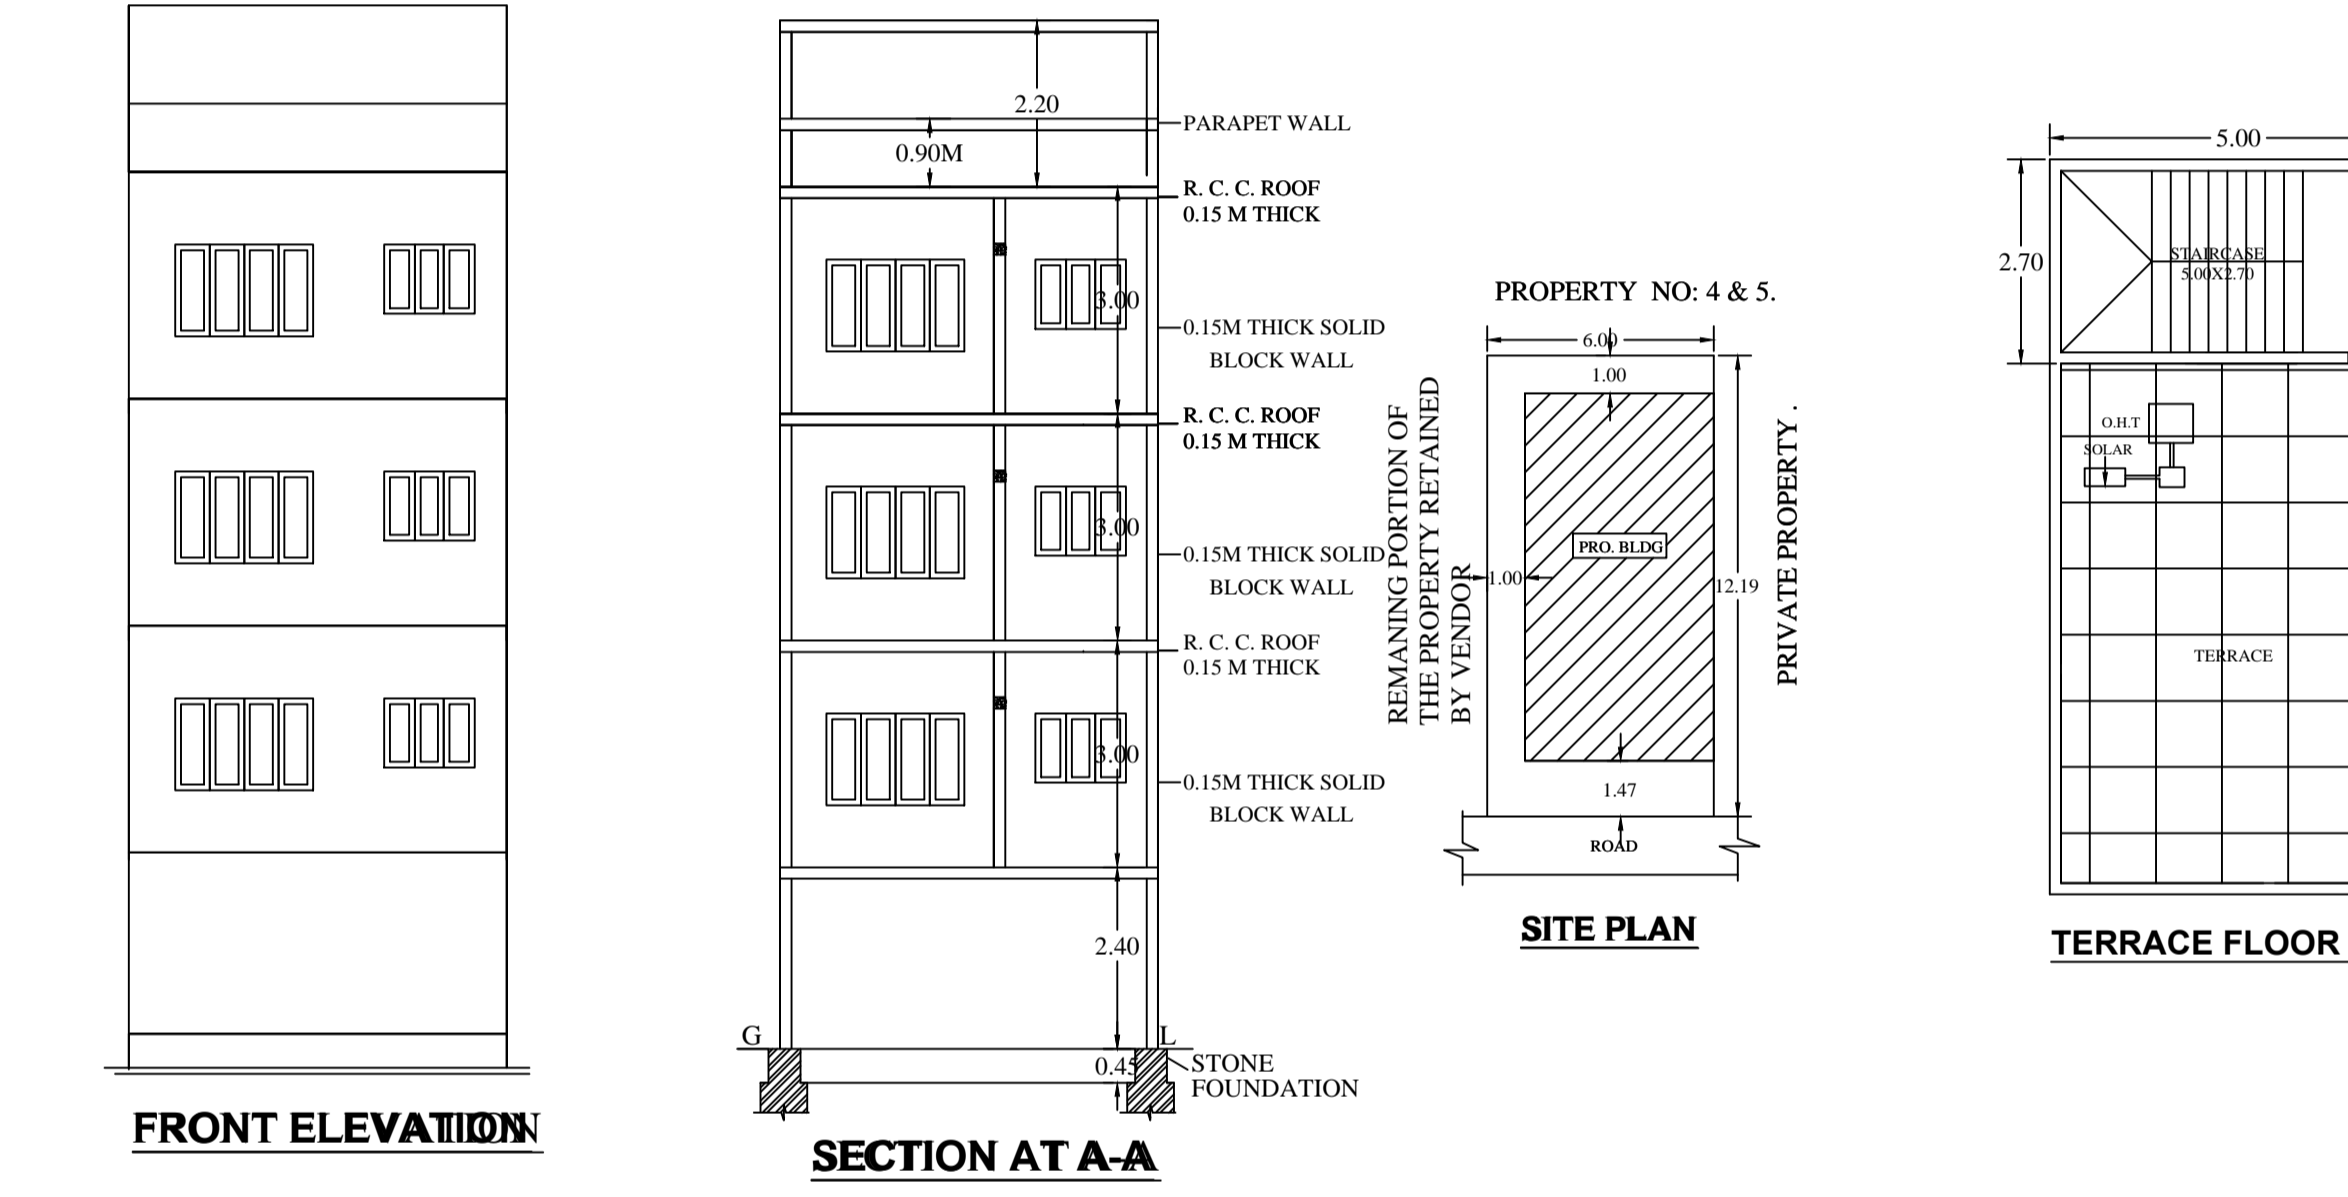 FRONT ELEVATION
2.20
PARAPET WALL
0.90M
R. C. C. ROOF
0.15 M THICK
3.00
0.15M THICK SOLID
BLOCK WALL
R. C. C. ROOF
0.15 M THICK
3.00
0.15M THICK SOLID
BLOCK WALL
R. C. C. ROOF
0.15 M THICK
3.00
0.15M THICK SOLID
BLOCK WALL
2.40
G
L
0.45
STONE
FOUNDATION
SECTION AT A-A
PROPERTY NO: 4 & 5.
6.00
1.00
REMANING PORTION OF
THE PROPERTY RETAINED
BY VENDOR
PRO. BLDG
1.00
12.19
PRIVATE PROPERTY .
1.47
ROAD
SITE PLAN
5.00
2.70
STAIRCASE
5.00X2.70
O.H.T
SOLAR
TERRACE
TERRACE FLOOR